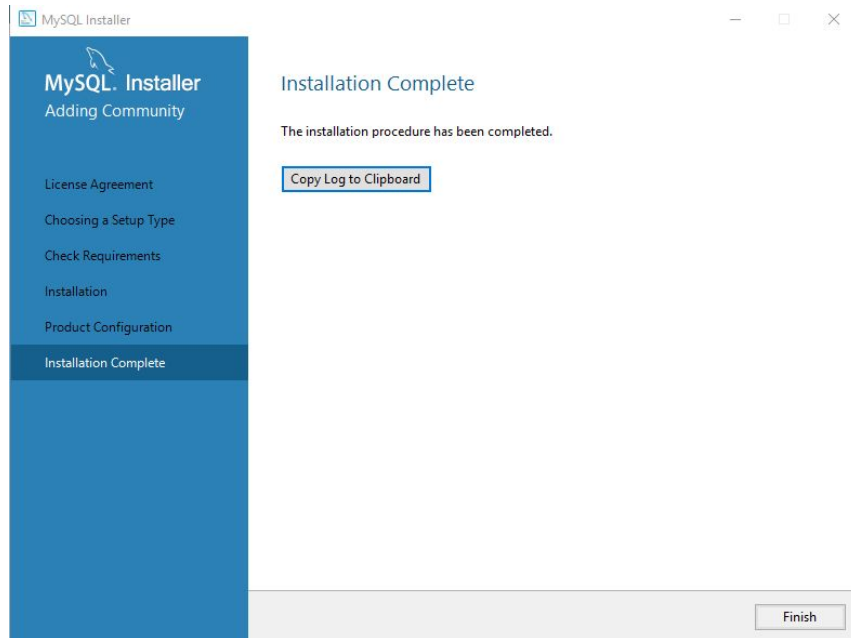 MySQL Installer
MySQL. Installer
Adding Community
License Agreement
Choosing a Setup Type
Check Requirements
Installation
Product Configuration
Installation Complete
Installation Complete
The installation procedure has been completed.
Copy Log to Clipboard
Finish